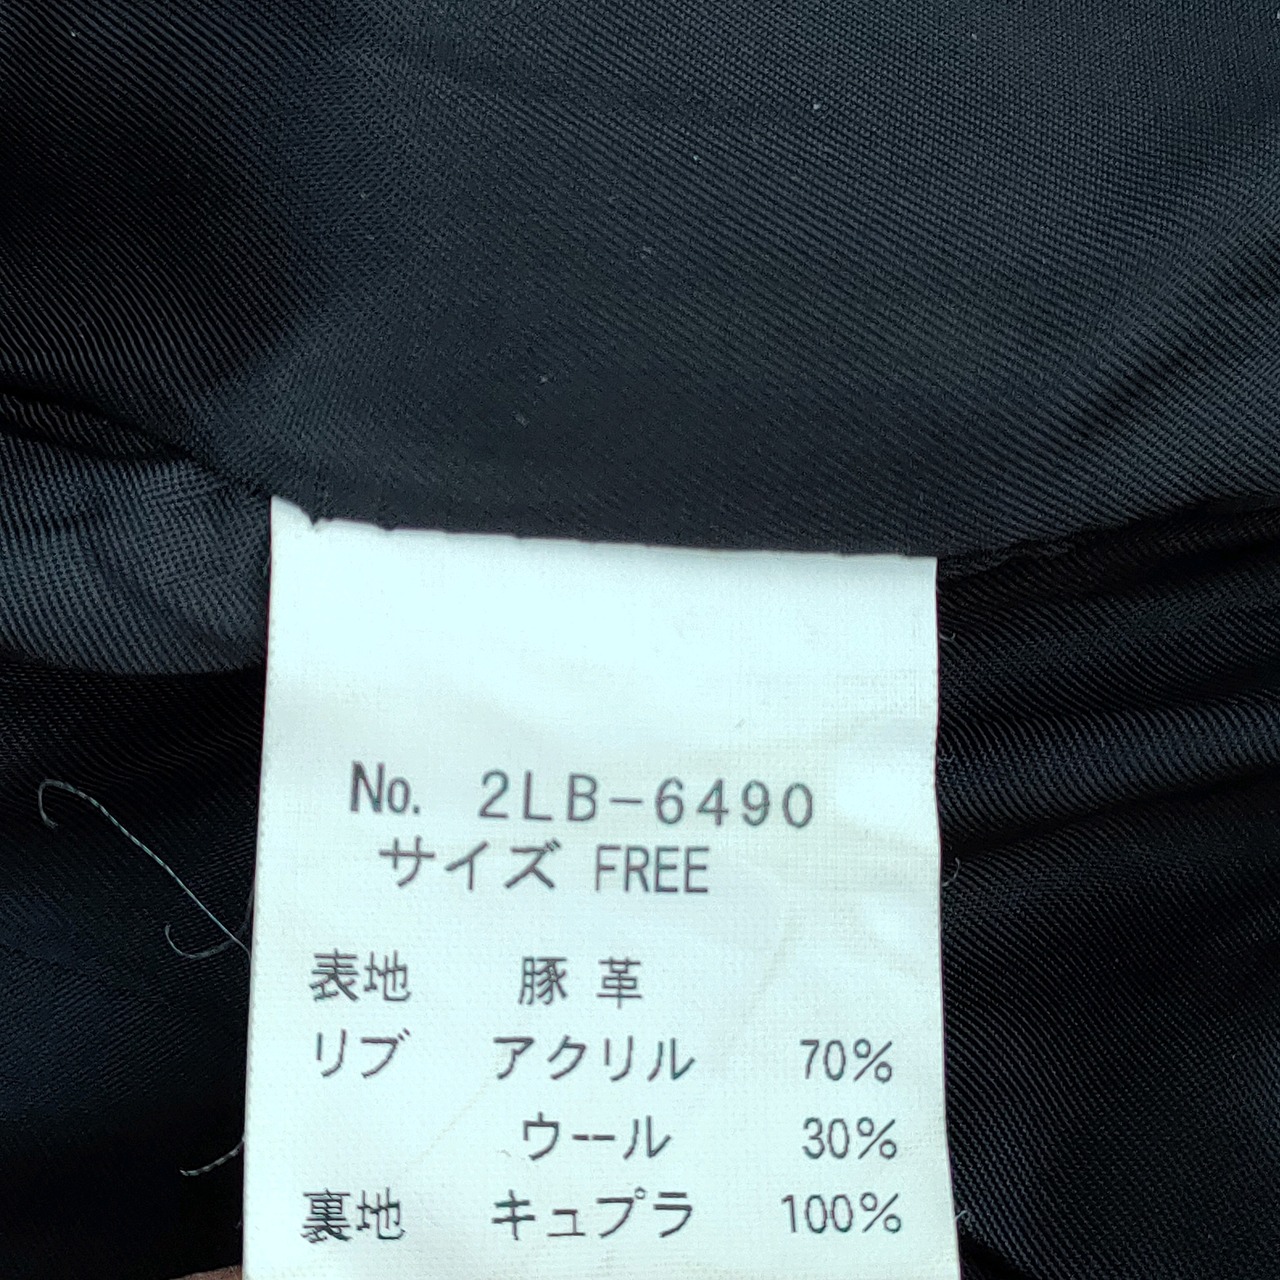 No. 2LB-6490
サイズ FREE
表地 豚革
リブ アクリル 70%
ウール 30%
裏地 キュプラ 100%